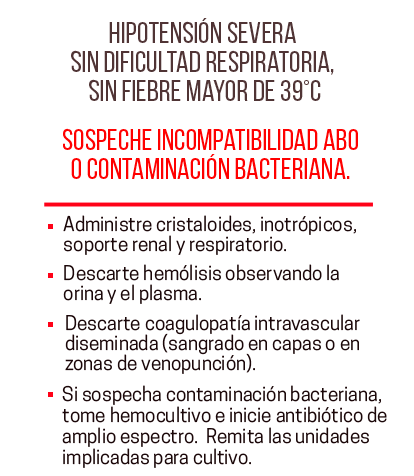 HIPOTENSIÓN SEVERA
SIN DIFICULTAD RESPIRATORIA,
SIN FIEBRE MAYOR DE 39°C
SOSPECHE INCOMPATIBILIDAD ABO
O CONTAMINACIÓN BACTERIANA.
Administre cristaloides, inotrópicos,
soporte renal y respiratorio.
Descarte hemólisis observando la
orina y el plasma.
Descarte coagulopatía intravascular
diseminada (sangrado en capas o en
zonas de venopunción).
Si sospecha contaminación bacteriana,
tome hemocultivo e inicie antibiótico de
amplio espectro. Remita las unidades
implicadas para cultivo.